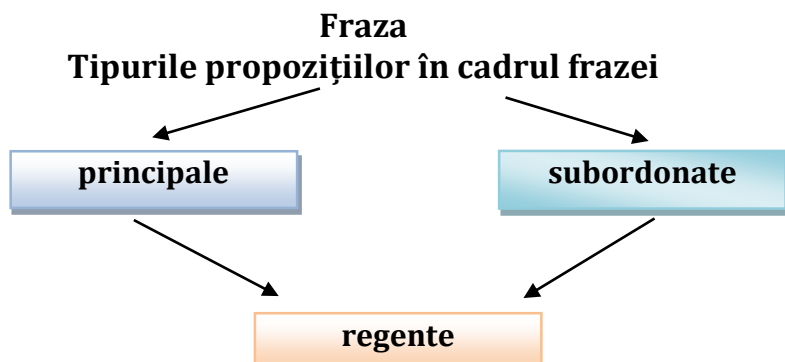 Fraza
Tipurile propozițiilor în cadrul frazei
principale
subordonate
regente